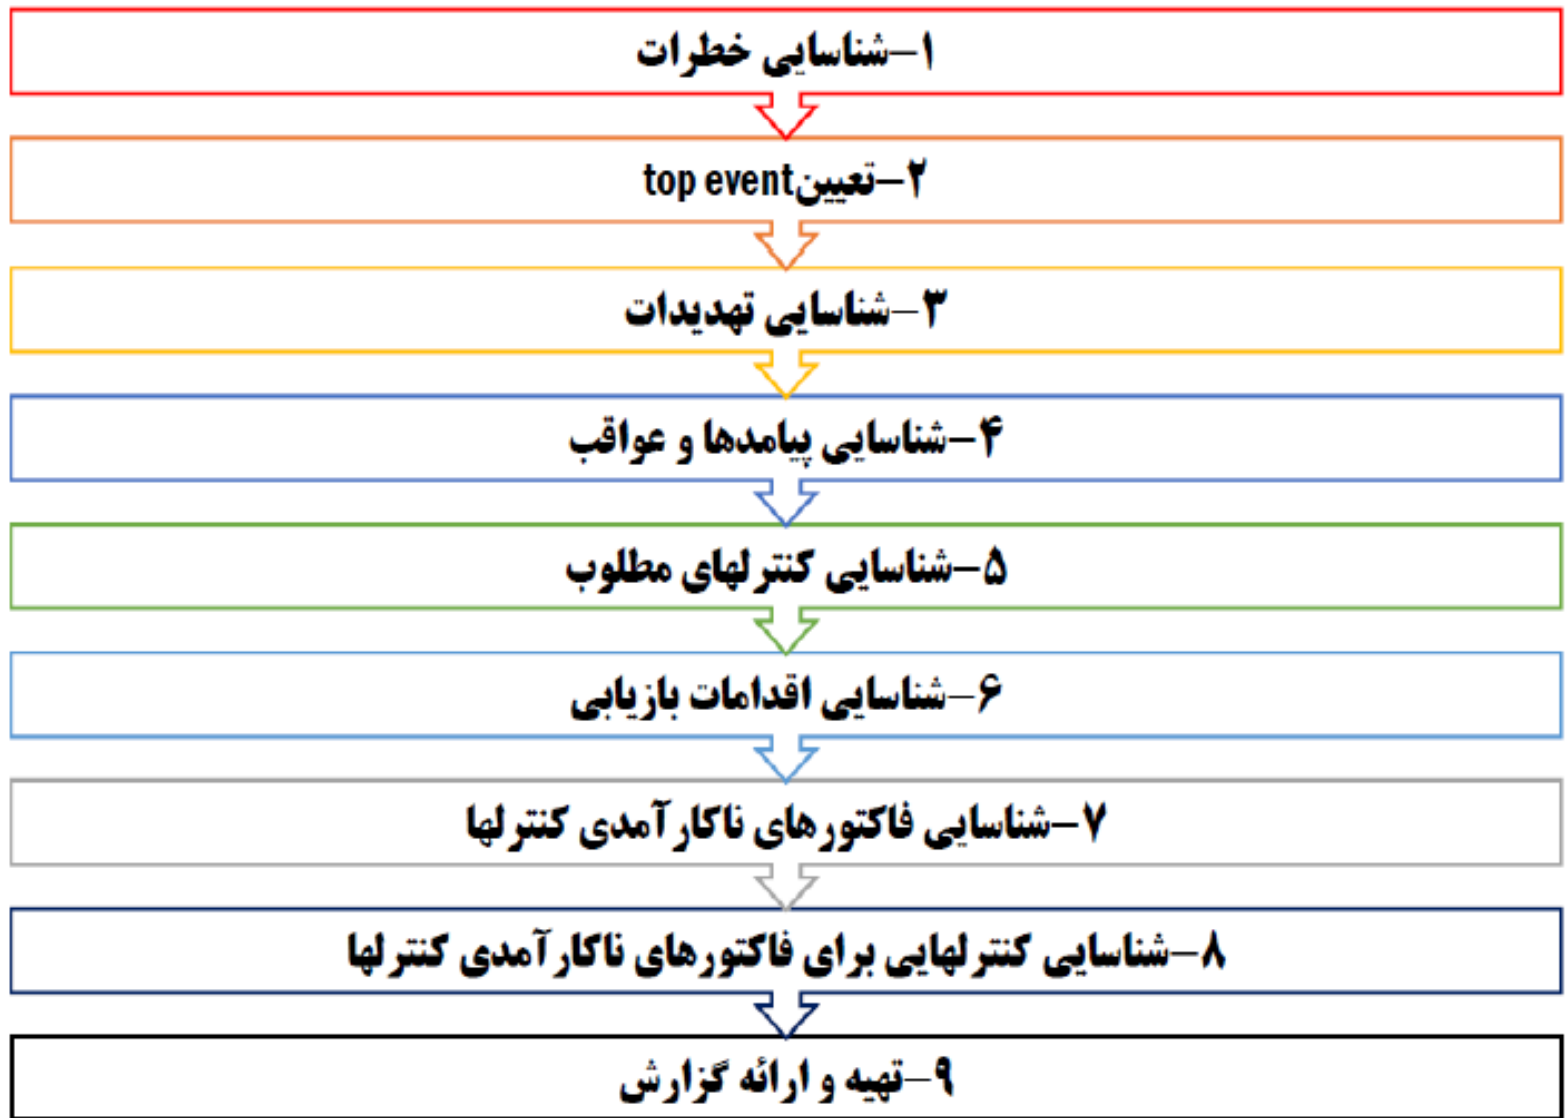 ۱-شناسایی خطرات
۲-تعیینtop event
۳-شناسایی تهدیدات
۴-شناسایی پیامدها و عواقب
۵-شناسایی کنترلهای مطلوب
۶-شناسایی اقدامات بازیابی
۷-شناسایی فاکتورهای ناکارآمدی کنترلها
۸-شناسایی کنترلهایی برای فاکتورهای ناکارآمدی کنترلها
۹-تهیه و ارائه گزارش